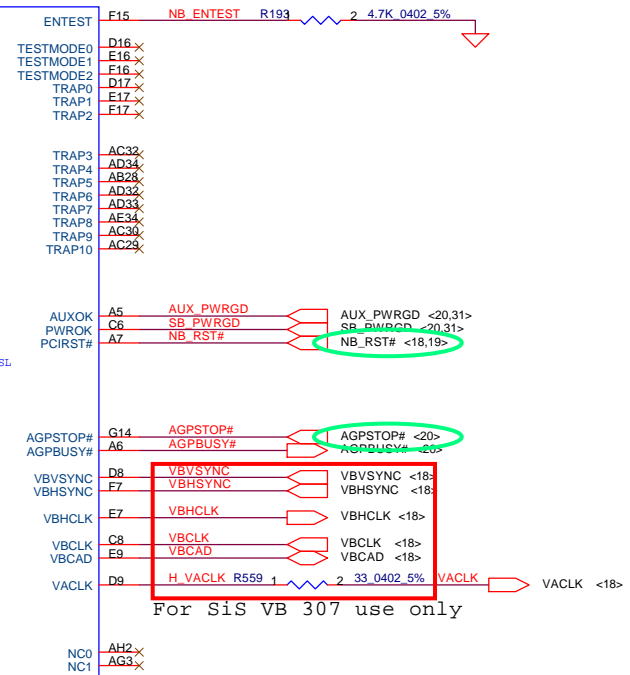 ENTEST F15 NB_ENTEST R193 1 2 4.7K_0402_5%
TESTMODE0 D16
TESTMODE1 E16
TESTMODE2 F16
TRAP0 D17
TRAP1 E17
TRAP2 F17
TRAP3 AC32
TRAP4 AD34
TRAP5 AB28
TRAP6 AD32
TRAP7 AD33
TRAP8 AE34
TRAP9 AC30
TRAP10 AC29
AUXOK A5 AUX_PWRGD AUX_PWRGD <20,31>
PWROK C6 SB_PWRGD SB_PWRGD <20,31>
PCIRST# A7 NB_RST# NB_RST# <18,19>
SL
AGPSTOP# G14 AGPSTOP# AGPSTOP# <20>
AGPBUSY# A6 AGPBUSY# AGPBUSY# <20>
VBVSYNC D8 VBVSYNC VBVSYNC <18>
VBHSYNC F7 VBHSYNC VBHSYNC <18>
VBHCLK E7 VBHCLK VBHCLK <18>
VBCLK C8 VBCLK VBCLK <18>
VBCAD E9 VBCAD VBCAD <18>
VACLK D9 H_VACLK R559 1 2 33_0402_5% VACLK VACLK <18>
For SiS VB 307 use only
NC0 AH2
NC1 AG3